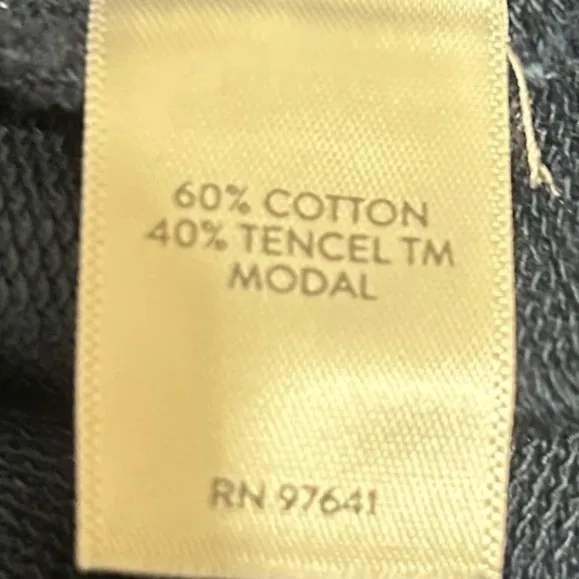 60% COTTON
40% TENCEL TM
MODAL
RN 97641